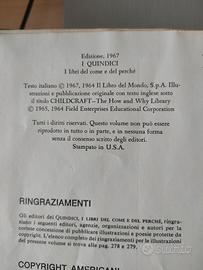 Edizione, 1967
I QUINDICI
I libri del come e del perché
Testo italiano © 1967, 1964 Il Libro del Mondo, S.p.A. Illu-
strazioni e pubblicazione originale con testo inglese sotto
il titolo CHILDCRAFT—The How and Why Library
© 1965, 1964 Field Enterprises Educational Corporation
Tutti i diritti riservati. Questo volume non può essere
riprodotto in tutto o in parte, e in nessuna forma
senza il consenso scritto degli editori.
Stampato in U.S.A.
RINGRAZIAMENTI
Gli editori dei QUINDICI, I LIBRI DEL COME E DEL PERCHÉ, ringra-
ziano i seguenti editori, agenzie, organizzazioni e autori per la
cortese concessione di pubblicare illustrazioni e poesie protette da
copyright. L'elenco completo dei ringraziamenti per le illustrazioni
del presente volume si trova alle pag. 278 e 279.
COPYRIGHT AMERICANI